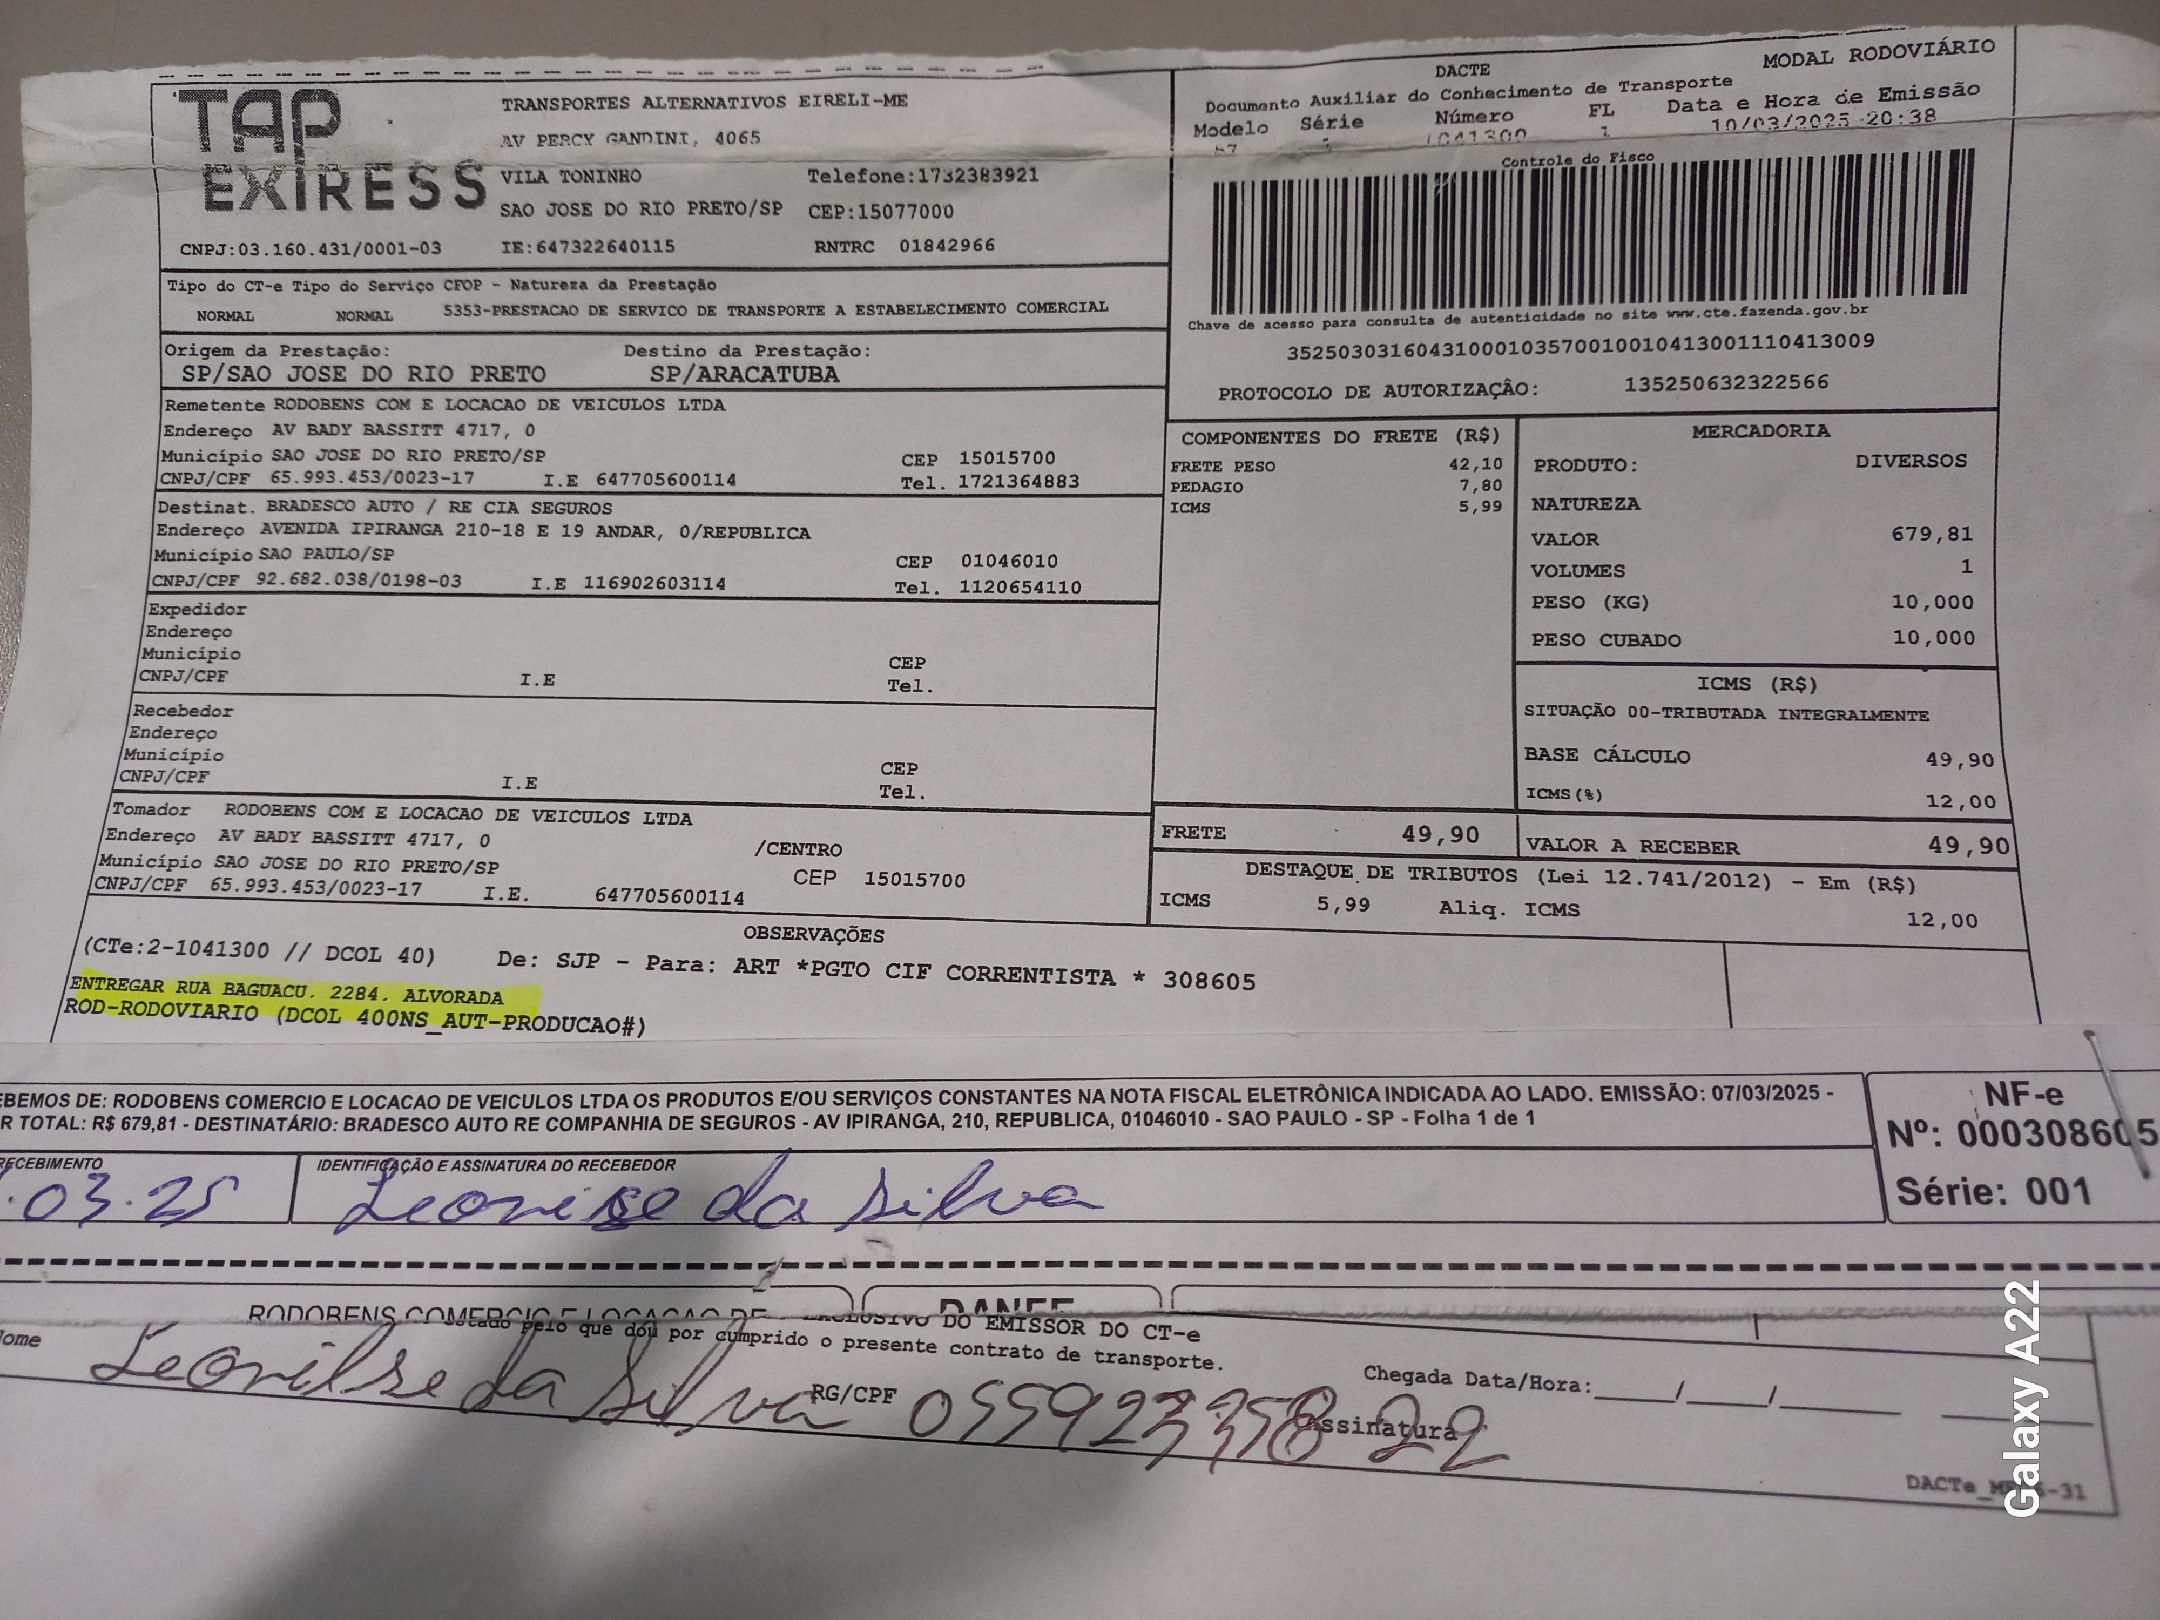 TAP
EXIRESS
TRANSPORTES ALTERNATIVOS EIRELI-ME
AV PERCY GANDINI, 4065
VILA TONINHO Telefone:1732383921
SAO JOSE DO RIO PRETO/SP CEP:15077000
CNPJ:03.160.431/0001-03 IE:647322640115 RNTRC 01842966
DACTE MODAL RODOVIÁRIO
Documento Auxiliar do Conhecimento de Transporte
Modelo Série Número FL Data e Hora de Emissão
57 1041300 1 10/03/2025 20:38
Controle do Fisco
Chave de acesso para consulta de autenticidade no site www.cte.fazenda.gov.br
35250303160431000103570010010413001110413009
PROTOCOLO DE AUTORIZAÇÃO: 135250632322566
Tipo do CT-e Tipo do Serviço CFOP - Natureza da Prestação
NORMAL NORMAL 5353-PRESTACAO DE SERVICO DE TRANSPORTE A ESTABELECIMENTO COMERCIAL
Origem da Prestação: Destino da Prestação:
SP/SAO JOSE DO RIO PRETO SP/ARACATUBA
Remetente RODOBENS COM E LOCACAO DE VEICULOS LTDA
Endereço AV BADY BASSITT 4717, 0
Município SAO JOSE DO RIO PRETO/SP CEP 15015700
CNPJ/CPF 65.993.453/0023-17 I.E 647705600114 Tel. 1721364883
Destinat. BRADESCO AUTO / RE CIA SEGUROS
Endereço AVENIDA IPIRANGA 210-18 E 19 ANDAR, 0/REPUBLICA
Município SAO PAULO/SP CEP 01046010
CNPJ/CPF 92.682.038/0198-03 I.E 116902603114 Tel. 1120654110
Expedidor
Endereço
Município CEP
CNPJ/CPF I.E Tel.
Recebedor
Endereço
Município CEP
CNPJ/CPF I.E Tel.
Tomador RODOBENS COM E LOCACAO DE VEICULOS LTDA
Endereço AV BADY BASSITT 4717, 0 /CENTRO
Município SAO JOSE DO RIO PRETO/SP CEP 15015700
CNPJ/CPF 65.993.453/0023-17 I.E. 647705600114
COMPONENTES DO FRETE (R$)
FRETE PESO 42,10
PEDAGIO 7,80
ICMS 5,99
MERCADORIA
PRODUTO: DIVERSOS
NATUREZA
VALOR 679,81
VOLUMES 1
PESO (KG) 10,000
PESO CUBADO 10,000
ICMS (R$)
SITUAÇÃO 00-TRIBUTADA INTEGRALMENTE
BASE CÁLCULO 49,90
ICMS(%) 12,00
FRETE 49,90 VALOR A RECEBER 49,90
DESTAQUE DE TRIBUTOS (Lei 12.741/2012) - Em (R$)
ICMS 5,99 Aliq. ICMS 12,00
OBSERVAÇÕES
(CTe:2-1041300 // DCOL 40) De: SJP - Para: ART *PGTO CIF CORRENTISTA * 308605
ENTREGAR RUA BAGUACU. 2284. ALVORADA
ROD-RODOVIARIO (DCOL 400NS_AUT-PRODUCAO#)
EBEMOS DE: RODOBENS COMERCIO E LOCACAO DE VEICULOS LTDA OS PRODUTOS E/OU SERVIÇOS CONSTANTES NA NOTA FISCAL ELETRÔNICA INDICADA AO LADO. EMISSÃO: 07/03/2025 -
R TOTAL: R$ 679,81 - DESTINATÁRIO: BRADESCO AUTO RE COMPANHIA DE SEGUROS - AV IPIRANGA, 210, REPUBLICA, 01046010 - SAO PAULO - SP - Folha 1 de 1
NF-e
Nº: 000308605
Série: 001
RECEBIMENTO IDENTIFICAÇÃO E ASSINATURA DO RECEBEDOR
.03.25 Leonise da Silva
RODOBENS COMERCIO E LOCACAO DE DANFE
EXCLUSIVO DO EMISSOR DO CT-e
pelo que dou por cumprido o presente contrato de transporte.
ome Leonilse da Silva RG/CPF 055923358 22
Chegada Data/Hora:____/____/____
Assinatura
DACTe_ -31
Galaxy A22